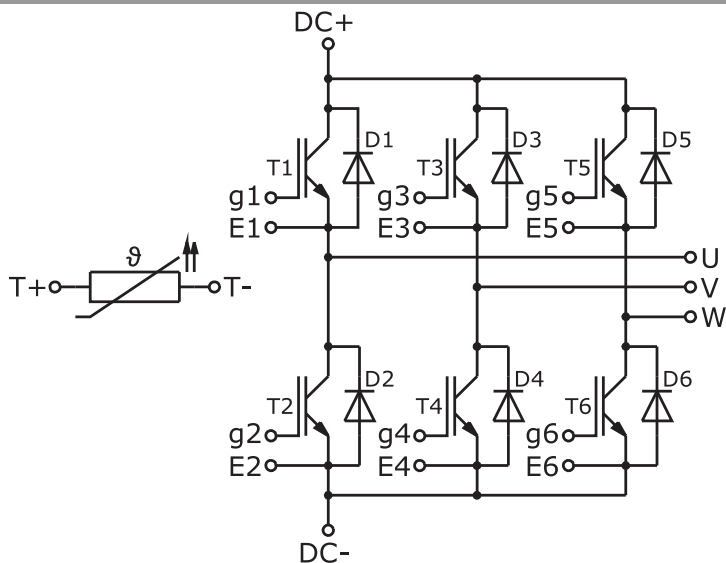 DC+
T1 D1 T3 D3 T5 D5
g1 g3 g5
E1 E3 E5
ϑ
T+ T-
U
V
W
T2 D2 T4 D4 T6 D6
g2 g4 g6
E2 E4 E6
DC-